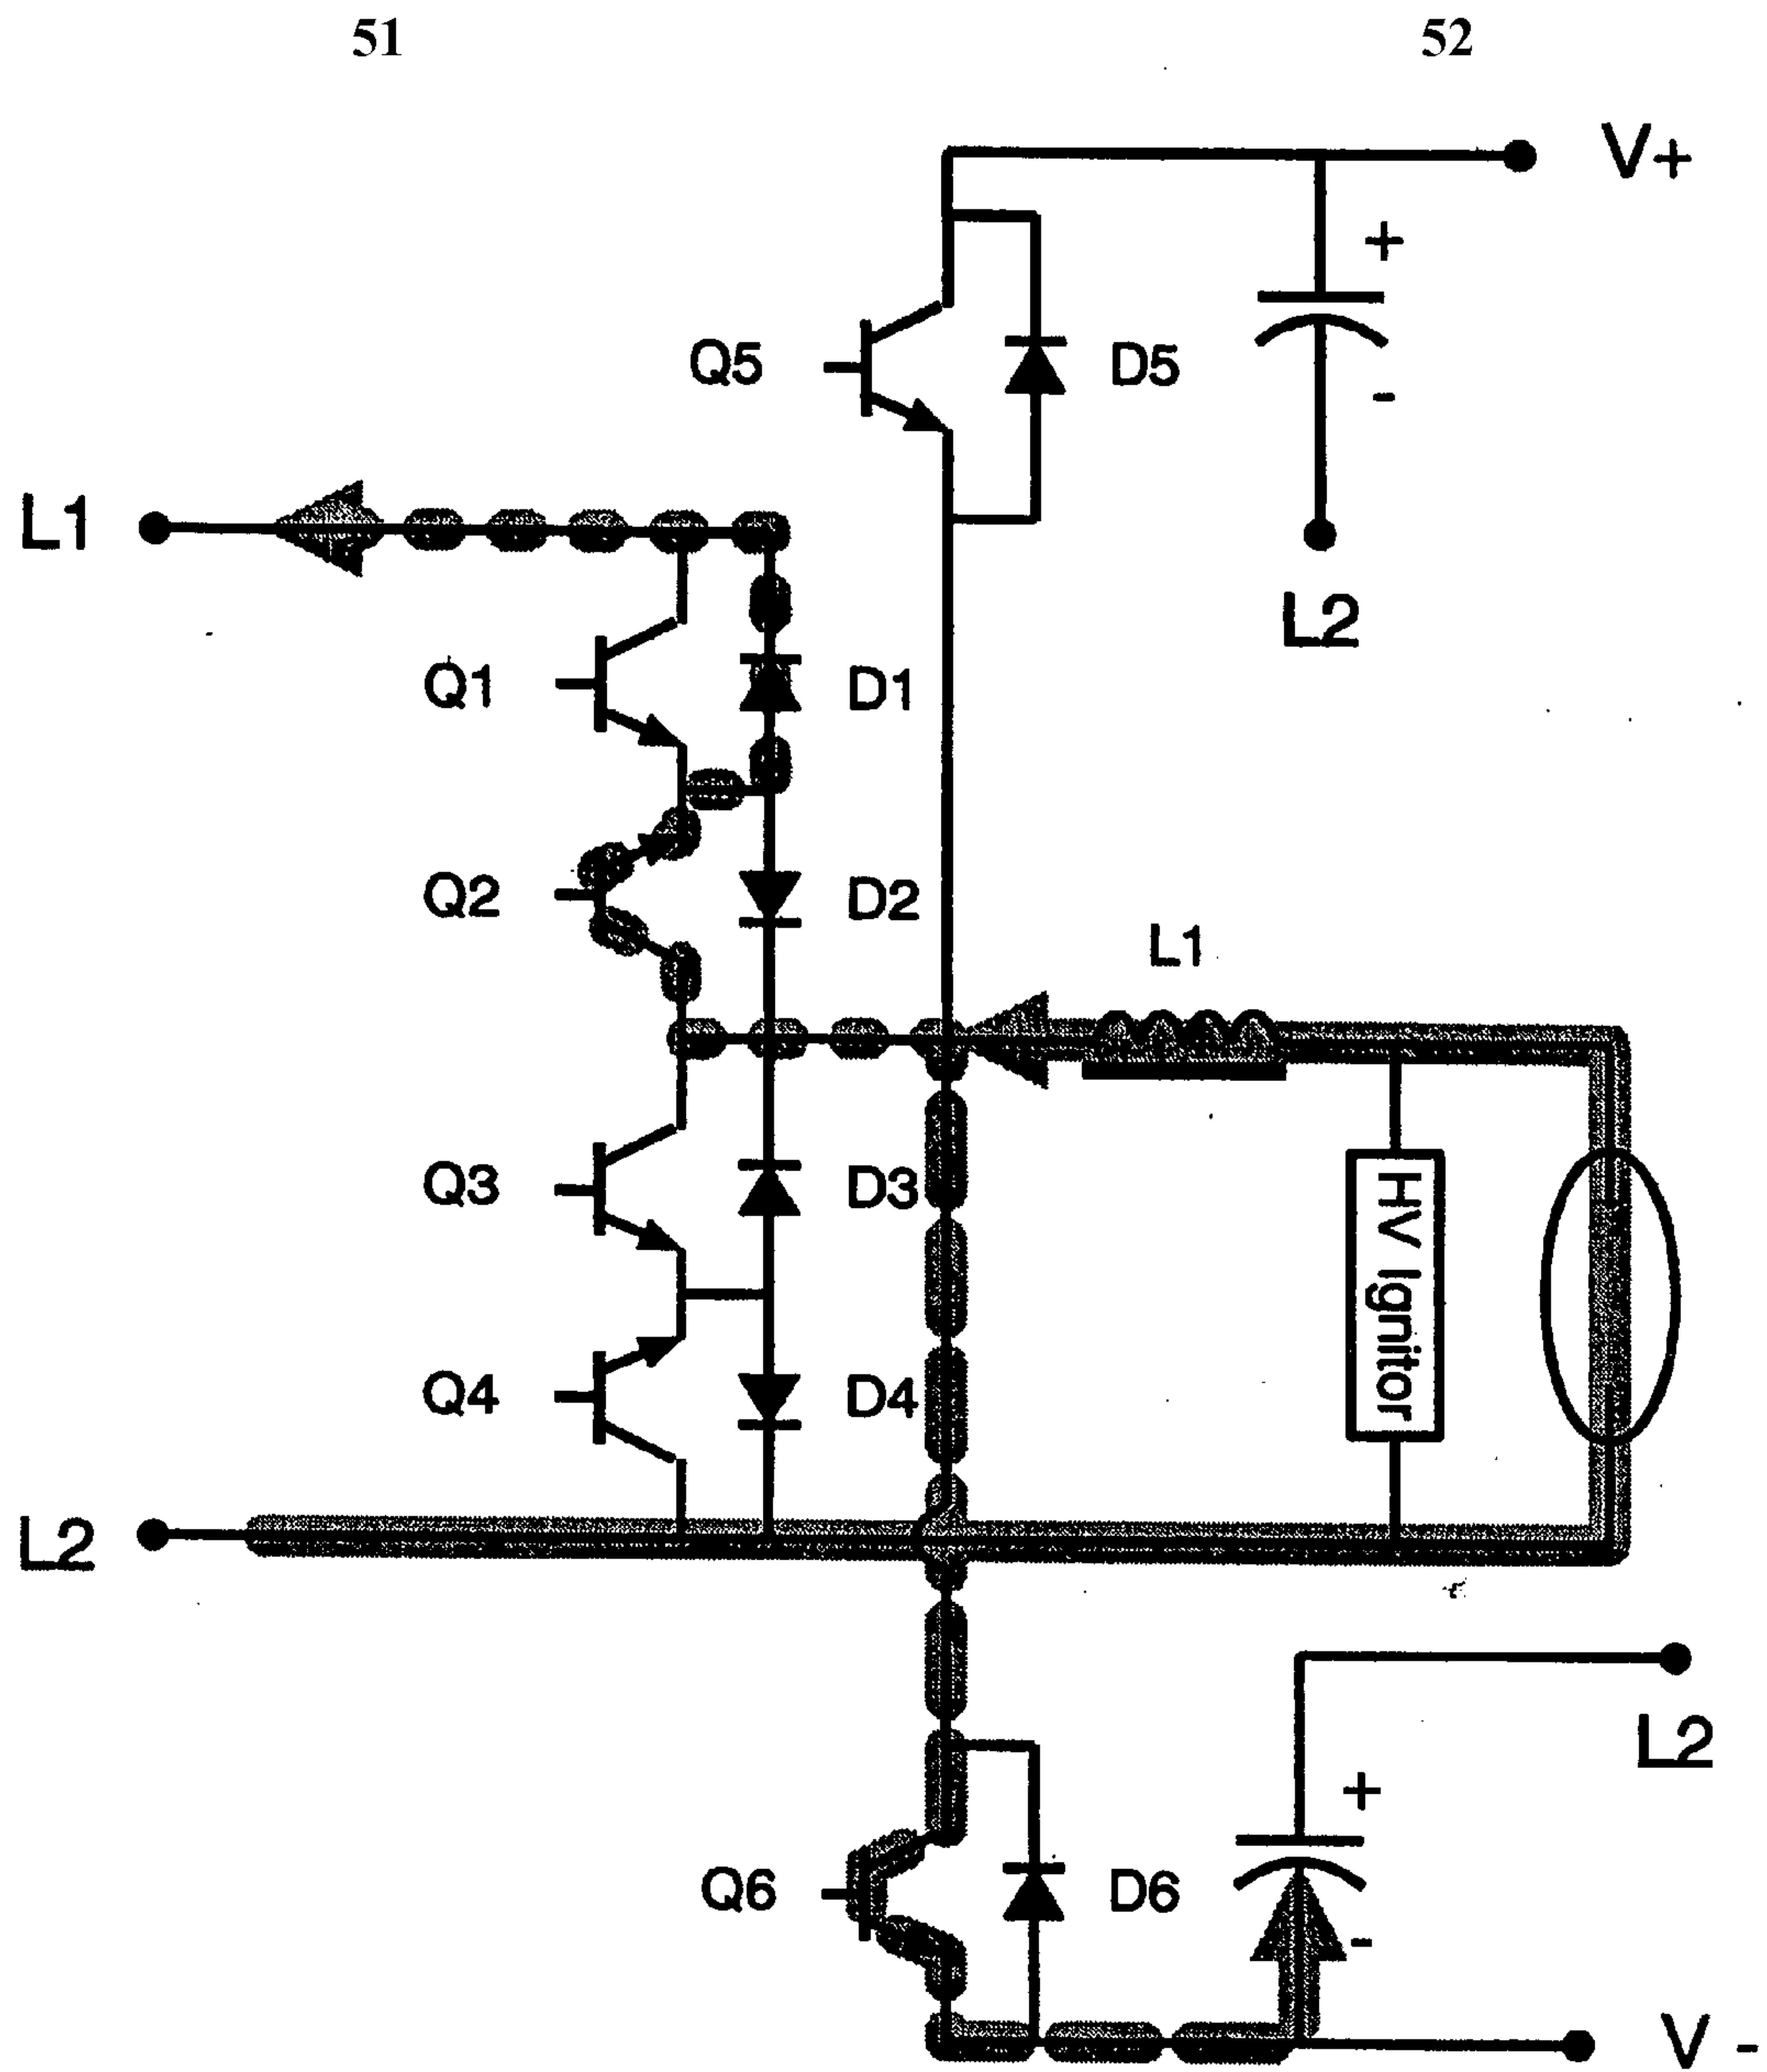 51 52
V+
+
Q5 D5
-
L1
L2
Q1 D1
Q2 D2
L1
Q3 D3
HV Ignitor
Q4 D4
L2
L2
+
Q6 D6
-
V -